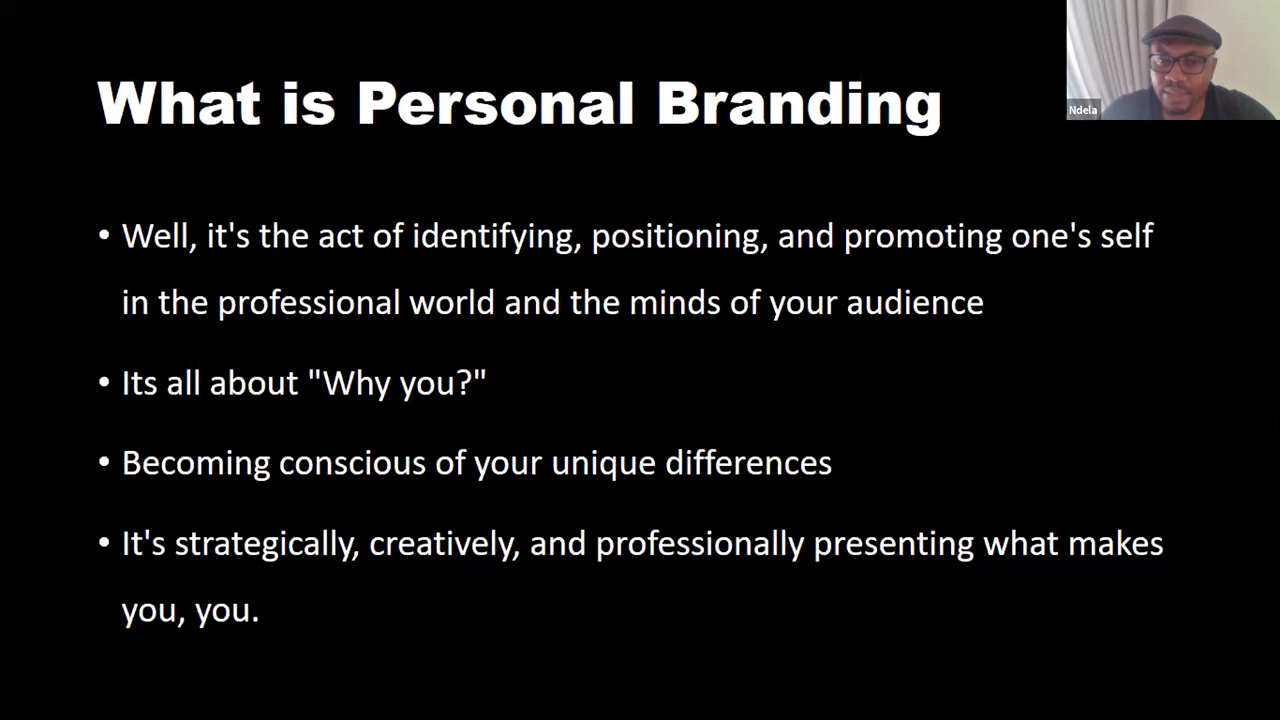 What is Personal Branding
Ndela
• Well, it's the act of identifying, positioning, and promoting one's self
in the professional world and the minds of your audience
• Its all about "Why you?"
• Becoming conscious of your unique differences
• It's strategically, creatively, and professionally presenting what makes
you, you.